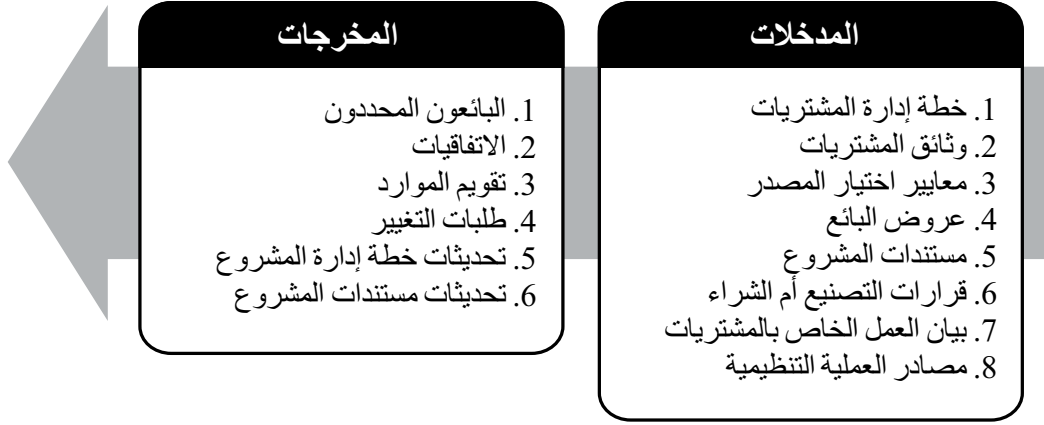 المدخلات
1. خطة إدارة المشتريات
2. وثائق المشتريات
3. معايير اختيار المصدر
4. عروض البائع
5. مستندات المشروع
6. قرارات التصنيع أم الشراء
7. بيان العمل الخاص بالمشتريات
8. مصادر العملية التنظيمية
المخرجات
1. البائعون المحددون
2. الاتفاقيات
3. تقويم الموارد
4. طلبات التغيير
5. تحديثات خطة إدارة المشروع
6. تحديثات مستندات المشروع